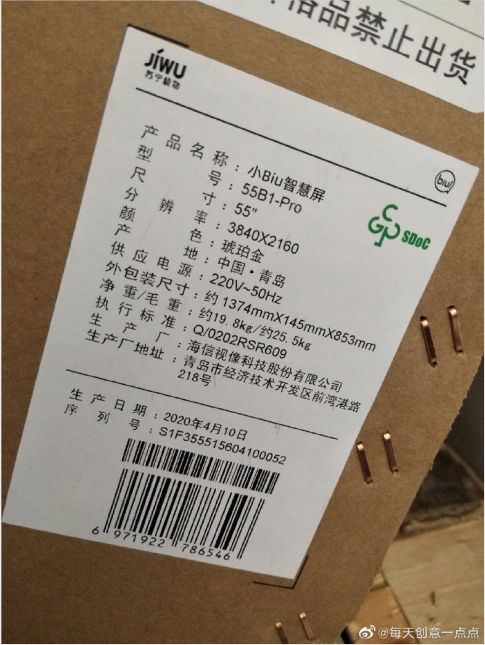 格品禁止出货
JiWU
苏宁极物
biu
产品名称：小Biu智慧屏
型号：55B1-Pro
尺寸：55"
分辨率：3840X2160
颜色：琥珀金
产地：中国·青岛
供应电源：220V~50Hz
外包装尺寸：约1374mmX145mmX853mm
净重/毛重：约19.8kg/约25.5kg
执行标准：Q/0202RSR609
生产厂：海信视像科技股份有限公司
生产厂地址：青岛市经济技术开发区前湾港路
218号
CGP SDoC
生产日期：2020年4月10日
序列号：S1F355515604100052
6 971922 786546
@每天创意一点点